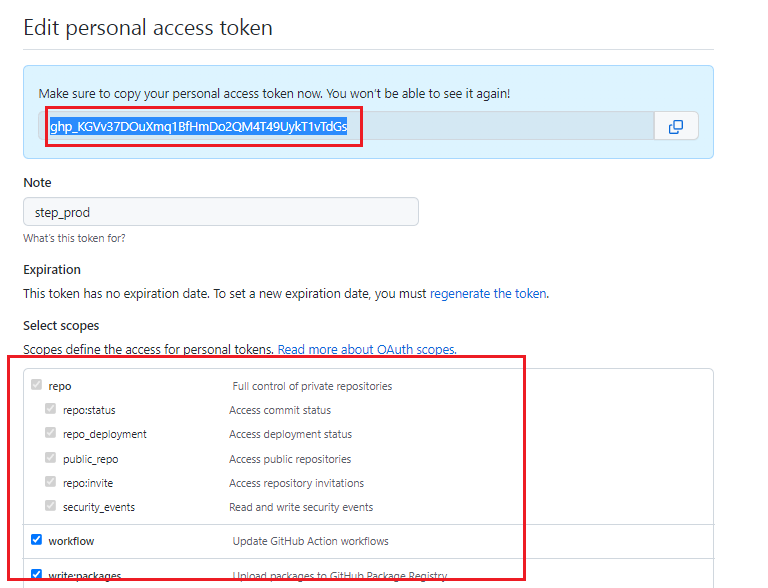 Edit personal access token
Make sure to copy your personal access token now. You won't be able to see it again!
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
Note
step_prod
What's this token for?
Expiration
This token has no expiration date. To set a new expiration date, you must regenerate the token.
Select scopes
Scopes define the access for personal tokens. Read more about OAuth scopes.
repo Full control of private repositories
repo:status Access commit status
repo_deployment Access deployment status
public_repo Access public repositories
repo:invite Access repository invitations
security_events Read and write security events
workflow Update GitHub Action workflows
write:packages Upload packages to GitHub Package Registry